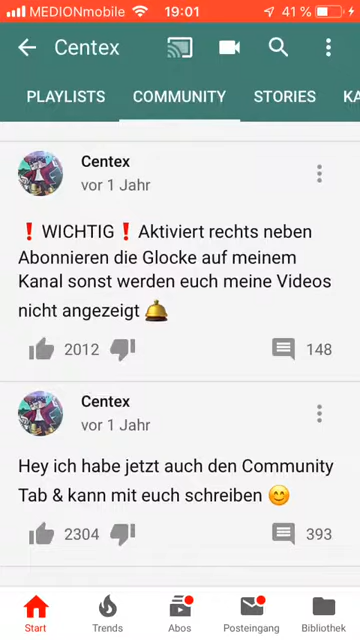 MEDIONmobile 19:01 41 %
Centex
PLAYLISTS COMMUNITY STORIES KA
Centex
vor 1 Jahr
❗WICHTIG❗Aktiviert rechts neben
Abonnieren die Glocke auf meinem
Kanal sonst werden euch meine Videos
nicht angezeigt 🛎
2012 148
Centex
vor 1 Jahr
Hey ich habe jetzt auch den Community
Tab & kann mit euch schreiben 😊
2304 393
Start Trends Abos Posteingang Bibliothek